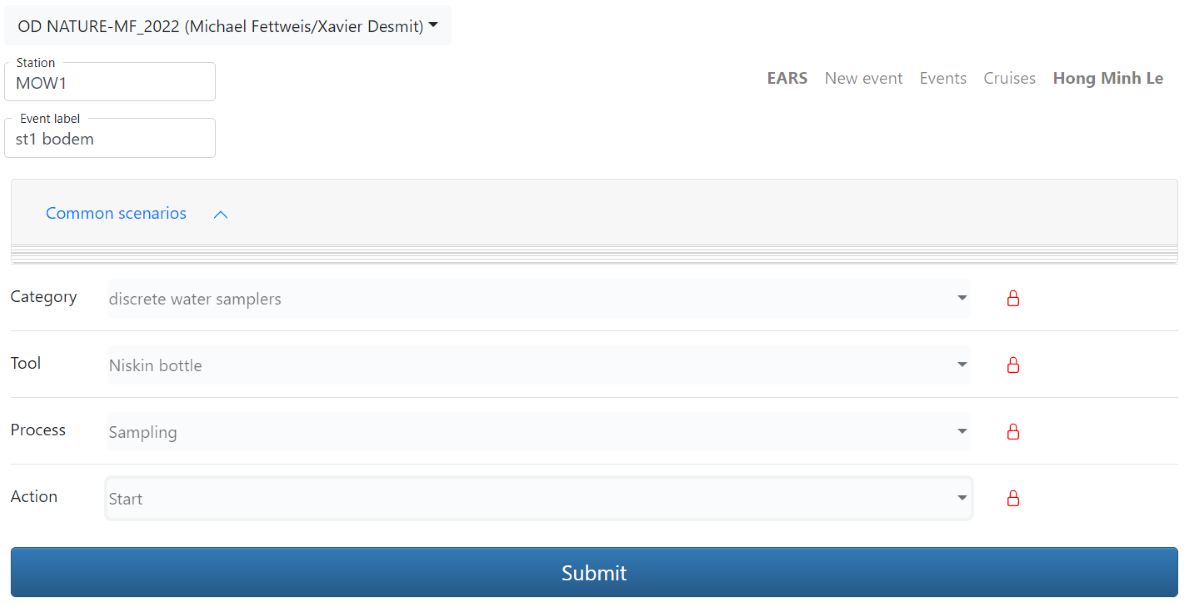 OD NATURE-MF_2022 (Michael Fettweis/Xavier Desmit)
Station
MOW1
EARS New event Events Cruises Hong Minh Le
Event label
st1 bodem
Common scenarios
Category discrete water samplers
Tool Niskin bottle
Process Sampling
Action Start
Submit